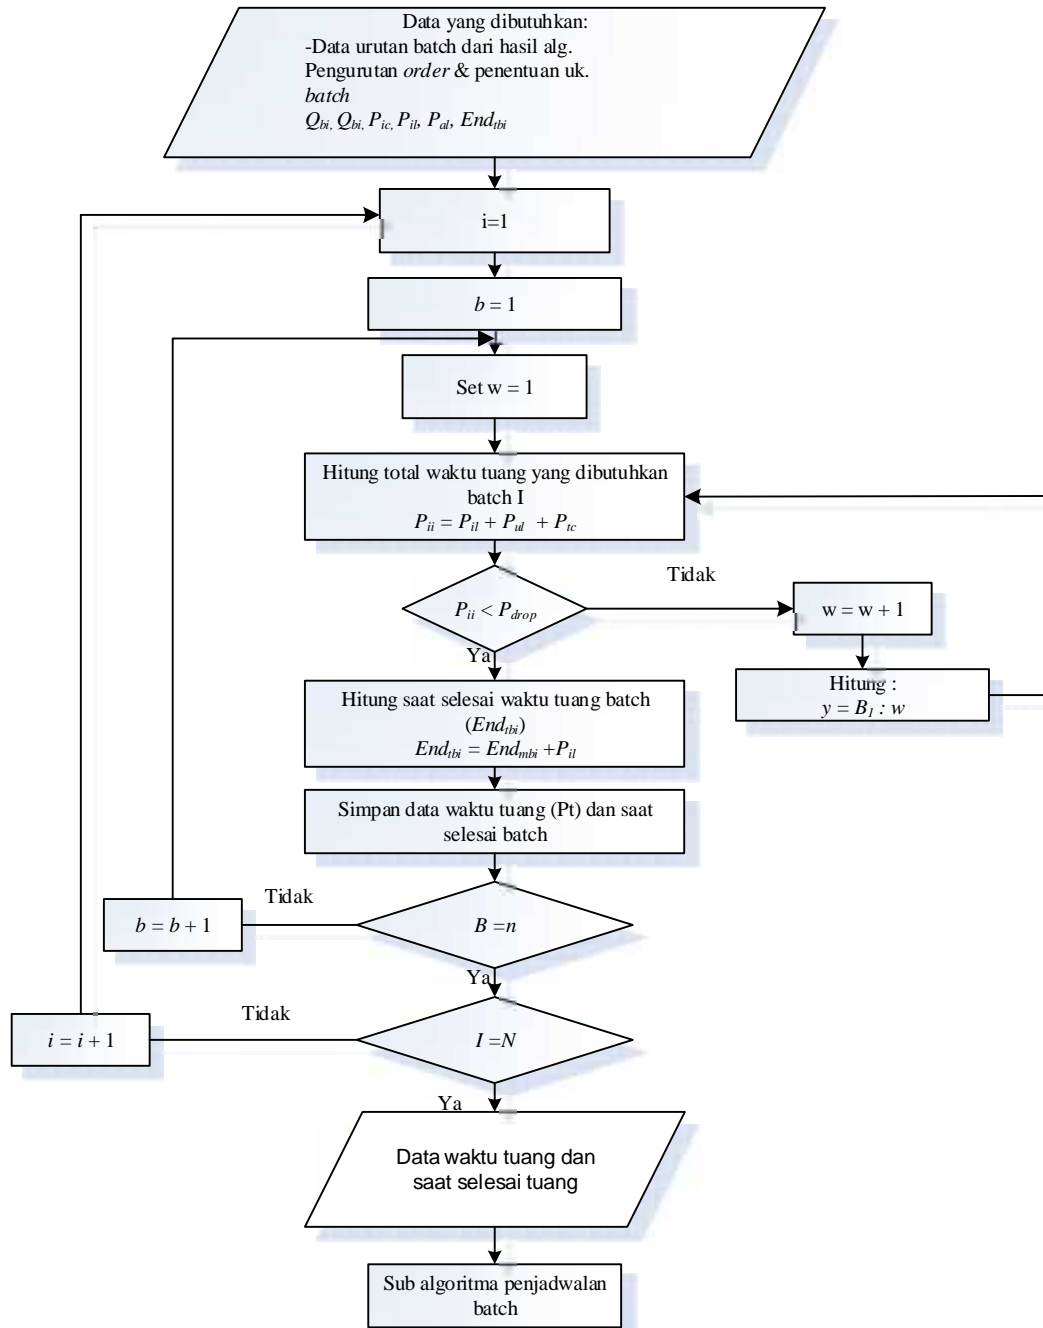 Data yang dibutuhkan:
-Data urutan batch dari hasil alg.
Pengurutan order & penentuan uk.
batch
Qbi, Qbi, Pic, Pil, Pal, Endtbi
i=1
b = 1
Set w = 1
Hitung total waktu tuang yang dibutuhkan
batch I
Pii = Pil + Pul + Ptc
Pii < Pdrop
Tidak
w = w + 1
Hitung :
y = B1 : w
Ya
Hitung saat selesai waktu tuang batch
(Endtbi)
Endtbi = Endmbi +Pil
Simpan data waktu tuang (Pt) dan saat
selesai batch
B =n
Tidak
b = b + 1
Ya
I =N
Tidak
i = i + 1
Ya
Data waktu tuang dan
saat selesai tuang
Sub algoritma penjadwalan
batch